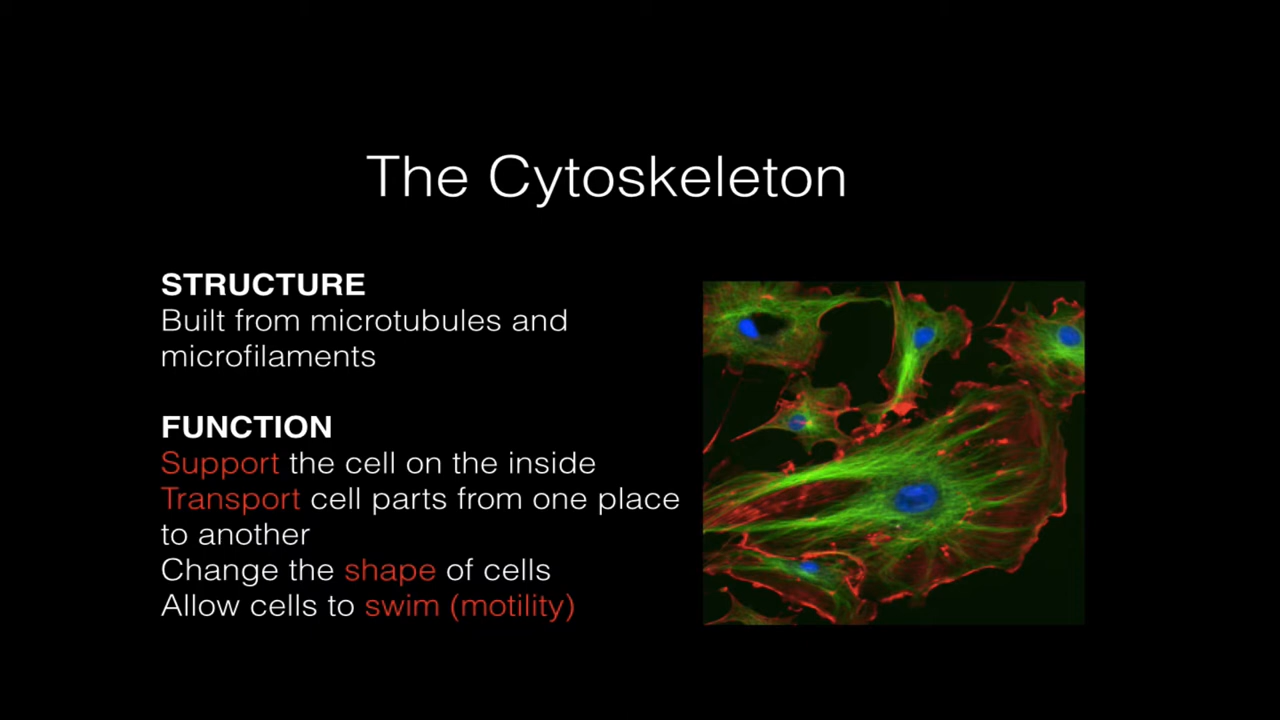 The Cytoskeleton
STRUCTURE
Built from microtubules and
microfilaments
FUNCTION
Support the cell on the inside
Transport cell parts from one place
to another
Change the shape of cells
Allow cells to swim (motility)